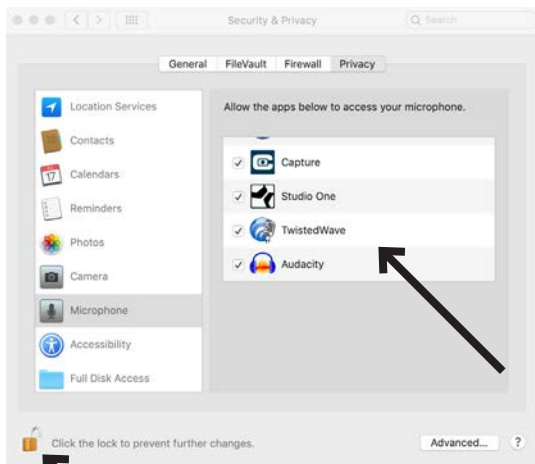 Security & Privacy
Search
General FileVault Firewall Privacy
Location Services
Contacts
17
Calendars
Reminders
Photos
Camera
Microphone
Accessibility
Full Disk Access
Allow the apps below to access your microphone.
Capture
Studio One
TwistedWave
Audacity
Click the lock to prevent further changes.
Advanced...
?